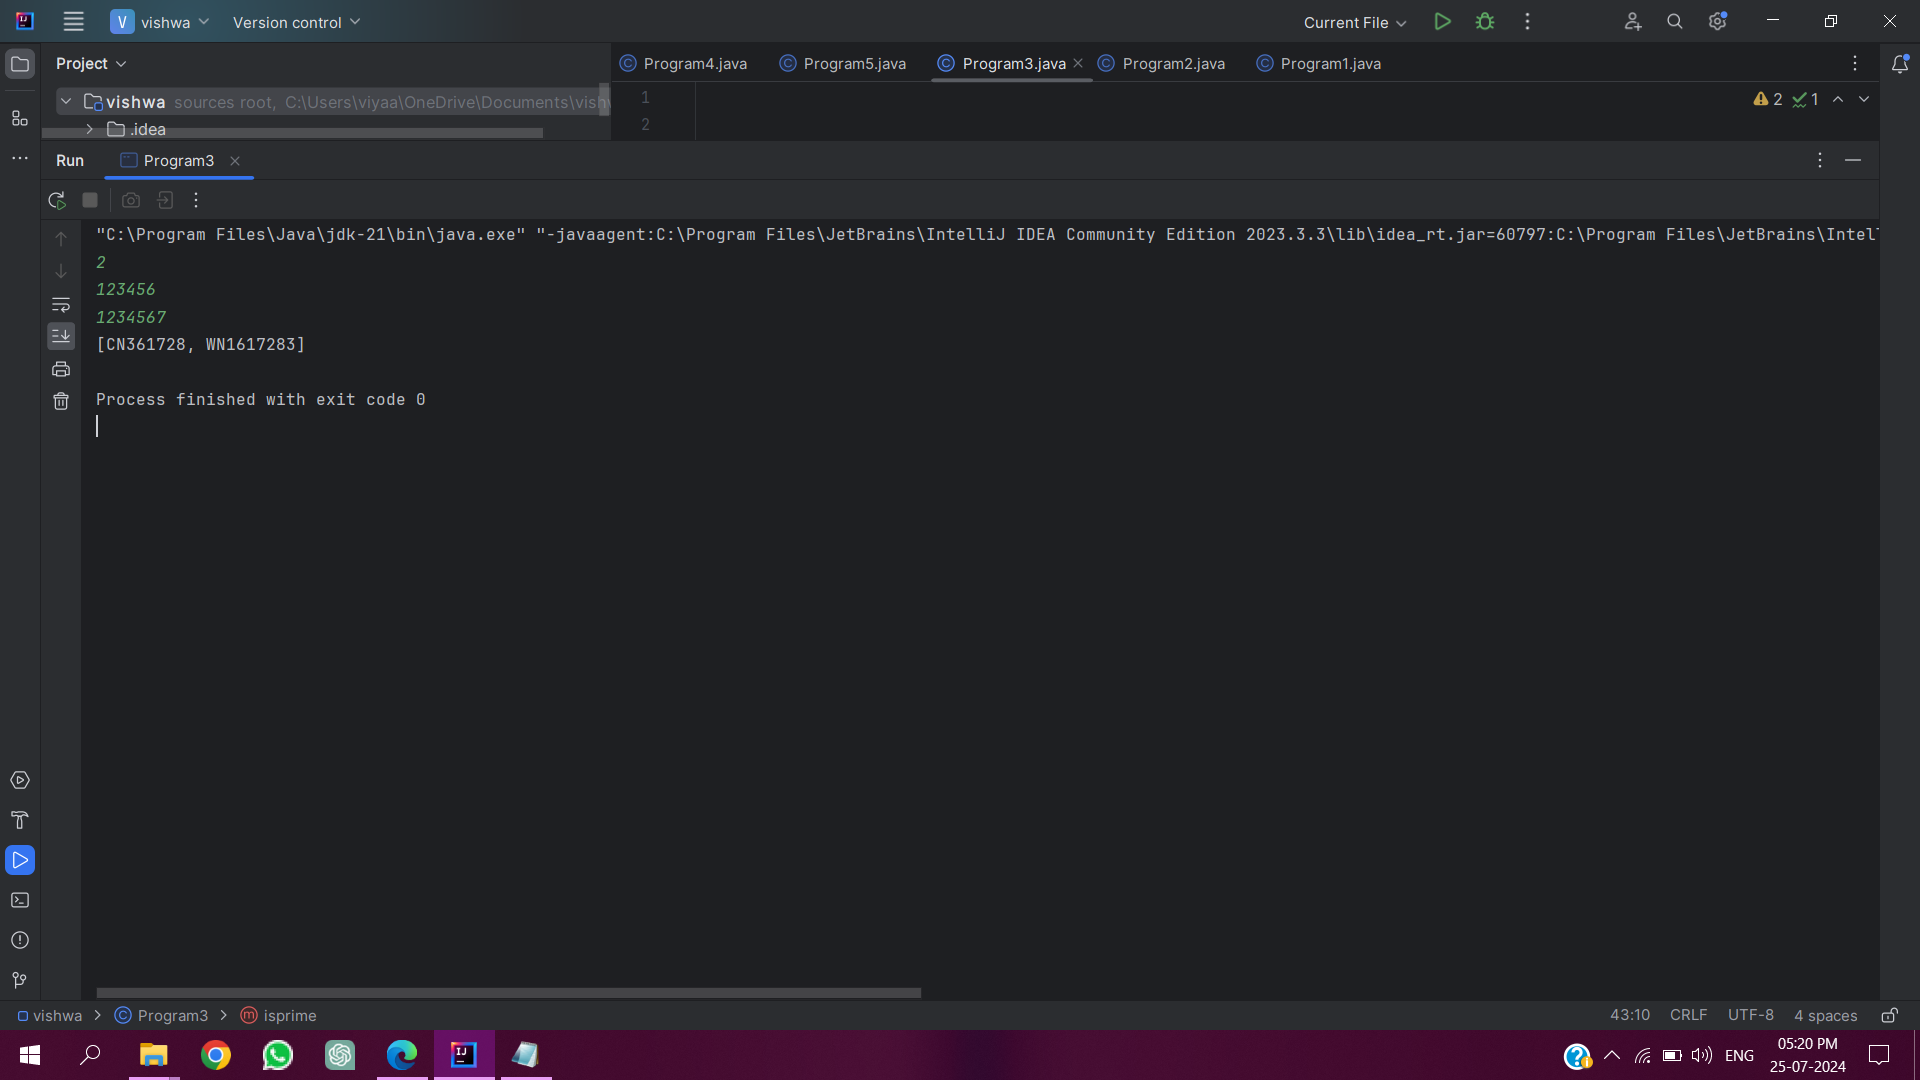 V vishwa Version control Current File
Project Program4.java Program5.java Program3.java Program2.java Program1.java
vishwa sources root, C:\Users\viyaa\OneDrive\Documents\vish
1
2 1
.idea
2
Run Program3
"C:\Program Files\Java\jdk-21\bin\java.exe" "-javaagent:C:\Program Files\JetBrains\IntelliJ IDEA Community Edition 2023.3.3\lib\idea_rt.jar=60797:C:\Program Files\JetBrains\Intel
2
123456
1234567
[CN361728, WN1617283]
Process finished with exit code 0
vishwa > Program3 > isprime 43:10 CRLF UTF-8 4 spaces
ENG 05:20 PM
25-07-2024